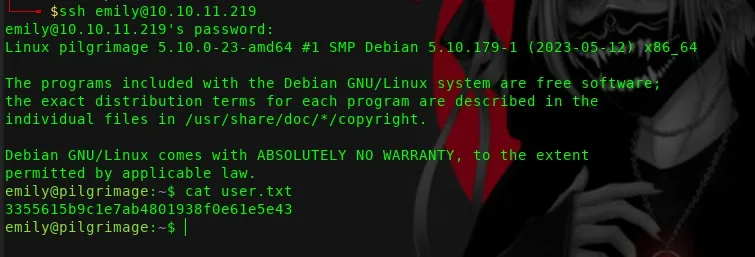 $ssh emily@10.10.11.219
emily@10.10.11.219's password:
Linux pilgrimage 5.10.0-23-amd64 #1 SMP Debian 5.10.179-1 (2023-05-12) x86_64
The programs included with the Debian GNU/Linux system are free software;
the exact distribution terms for each program are described in the
individual files in /usr/share/doc/*/copyright.
Debian GNU/Linux comes with ABSOLUTELY NO WARRANTY, to the extent
permitted by applicable law.
emily@pilgrimage:~$ cat user.txt
3355615b9c1e7ab4801938f0e61e5e43
emily@pilgrimage:~$